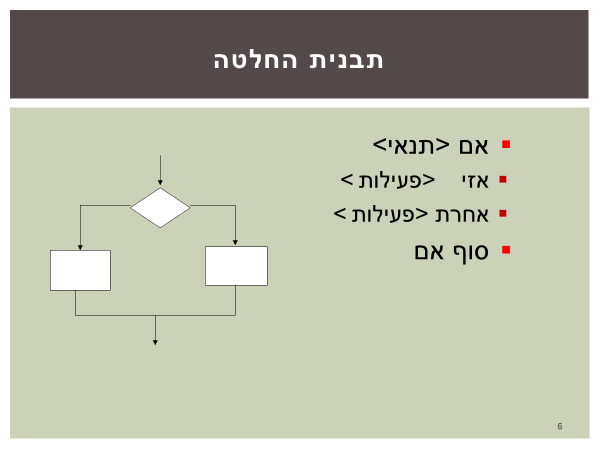 תבנית החלטה
אם <תנאי>
אזי <פעילות >
אחרת <פעילות >
סוף אם
6